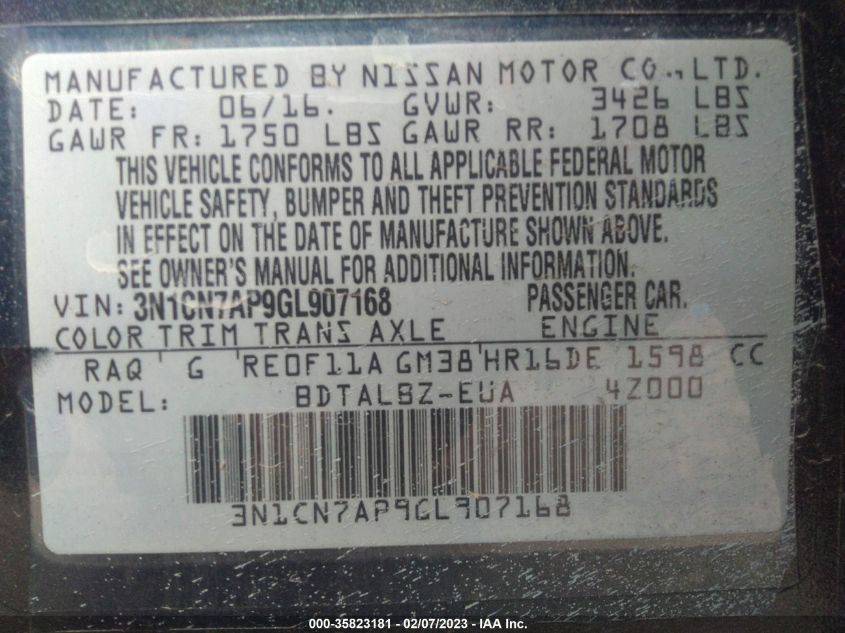 MANUFACTURED BY NISSAN MOTOR CO., LTD.
DATE: 06/16. GVWR: 3426 LBS
GAWR FR: 1750 LBS GAWR RR: 1708 LBS
THIS VEHICLE CONFORMS TO ALL APPLICABLE FEDERAL MOTOR
VEHICLE SAFETY, BUMPER AND THEFT PREVENTION STANDARDS
IN EFFECT ON THE DATE OF MANUFACTURE SHOWN ABOVE.
SEE OWNER'S MANUAL FOR ADDITIONAL INFORMATION.
VIN: 3N1CN7AP9GL907168 PASSENGER CAR.
COLOR TRIM TRANS AXLE ENGINE
RAQ G RE0F11A GM38 HR16DE 1598 CC
MODEL: BDTALBZ-EUA 4Z000
3N1CN7AP9GL907168
000-35823181 - 02/07/2023 - IAA Inc.